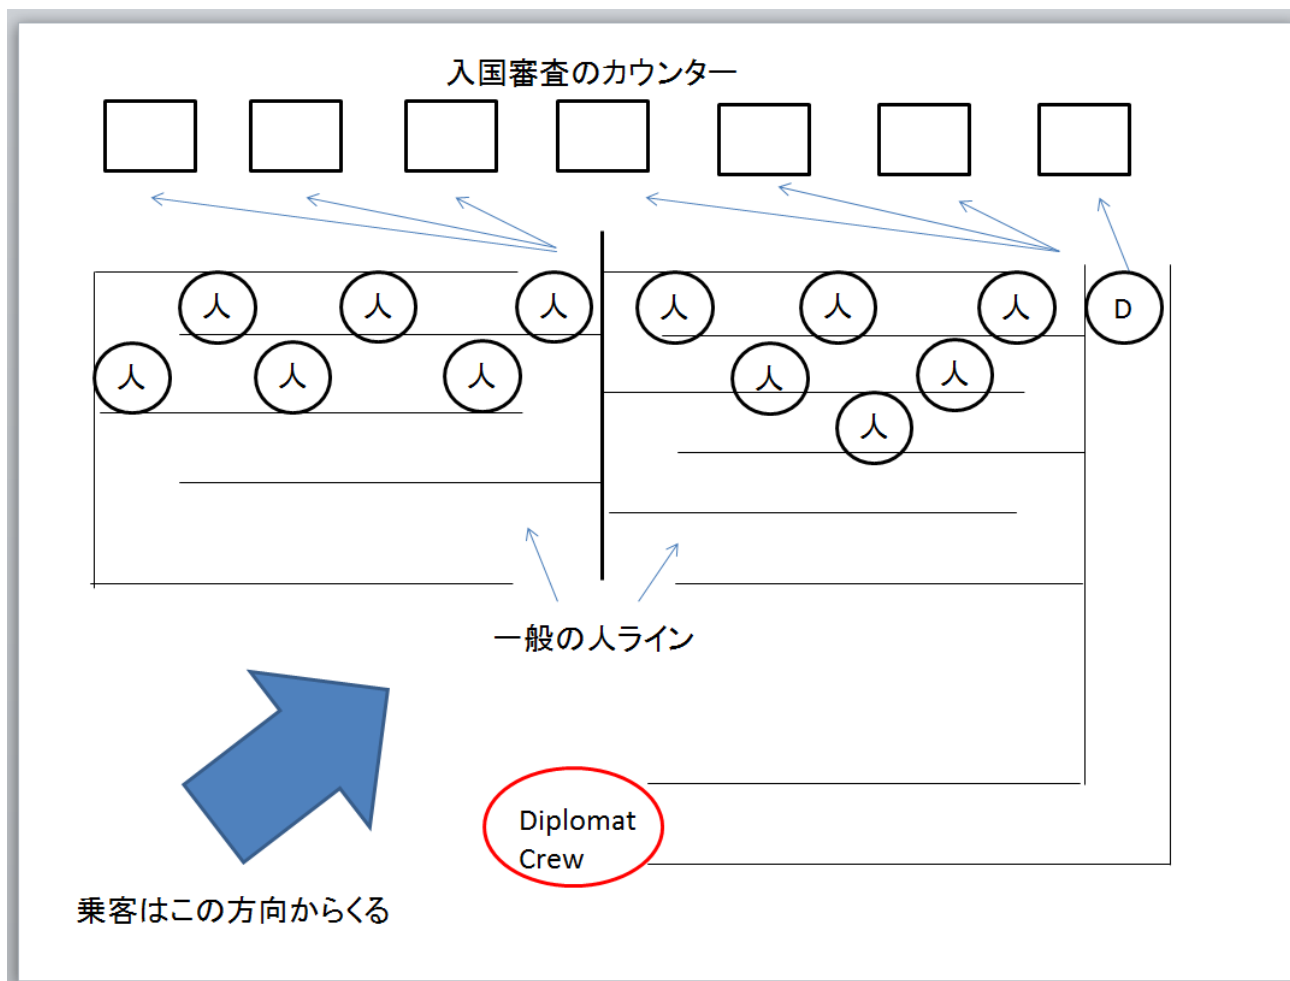 入国審査のカウンター
人 人 人 人 人 人 D
人 人 人 人 人
人
一般の人ライン
Diplomat
Crew
乗客はこの方向からくる